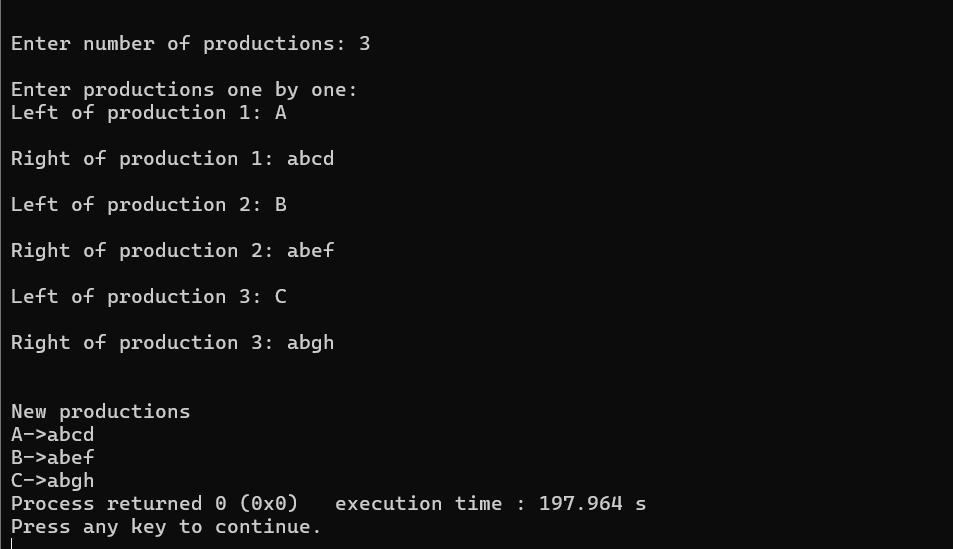 Enter number of productions: 3
Enter productions one by one:
Left of production 1: A
Right of production 1: abcd
Left of production 2: B
Right of production 2: abef
Left of production 3: C
Right of production 3: abgh
New productions
A->abcd
B->abef
C->abgh
Process returned 0 (0x0)   execution time : 197.964 s
Press any key to continue.